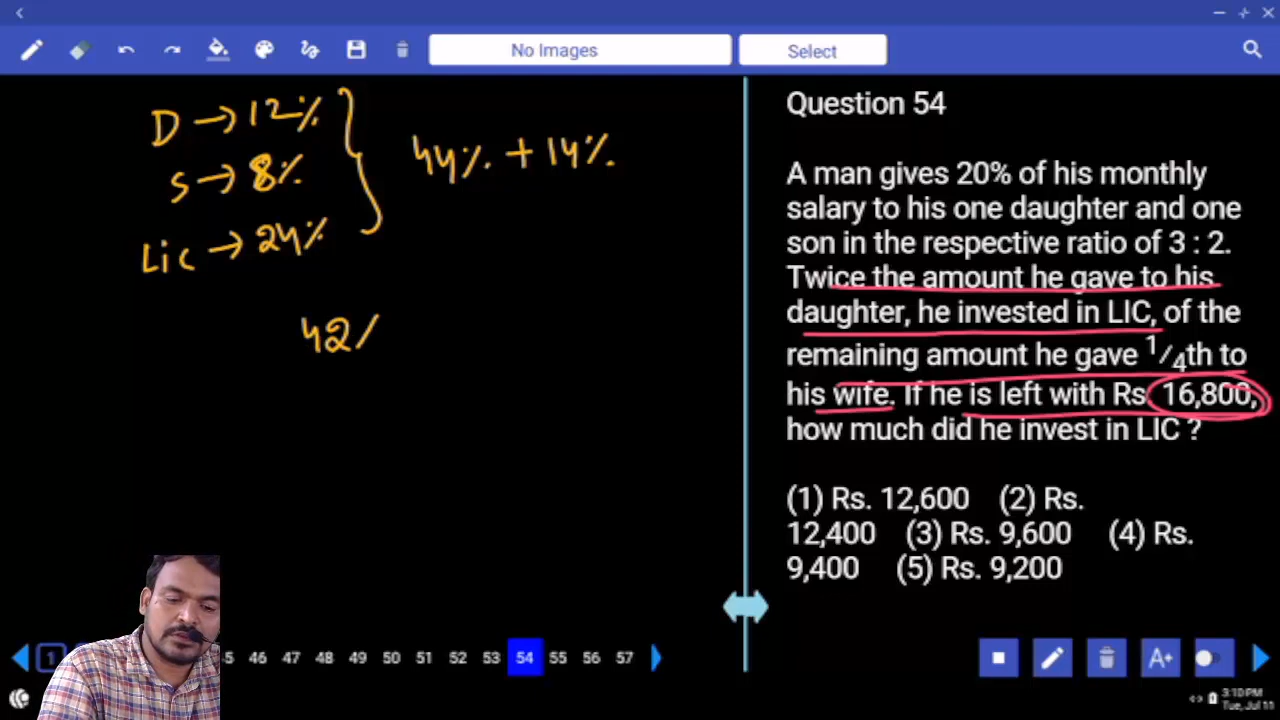 No Images
Select
D → 12%
S → 8%
Lic → 24%
44% + 14%
42/
Question 54
A man gives 20% of his monthly
salary to his one daughter and one
son in the respective ratio of 3 : 2.
Twice the amount he gave to his
daughter, he invested in LIC, of the
remaining amount he gave 1/4th to
his wife. If he is left with Rs. 16,800,
how much did he invest in LIC ?
(1) Rs. 12,600 (2) Rs.
12,400 (3) Rs. 9,600 (4) Rs.
9,400 (5) Rs. 9,200
1 46 47 48 49 50 51 52 53 54 55 56 57
A+
3:10 PM